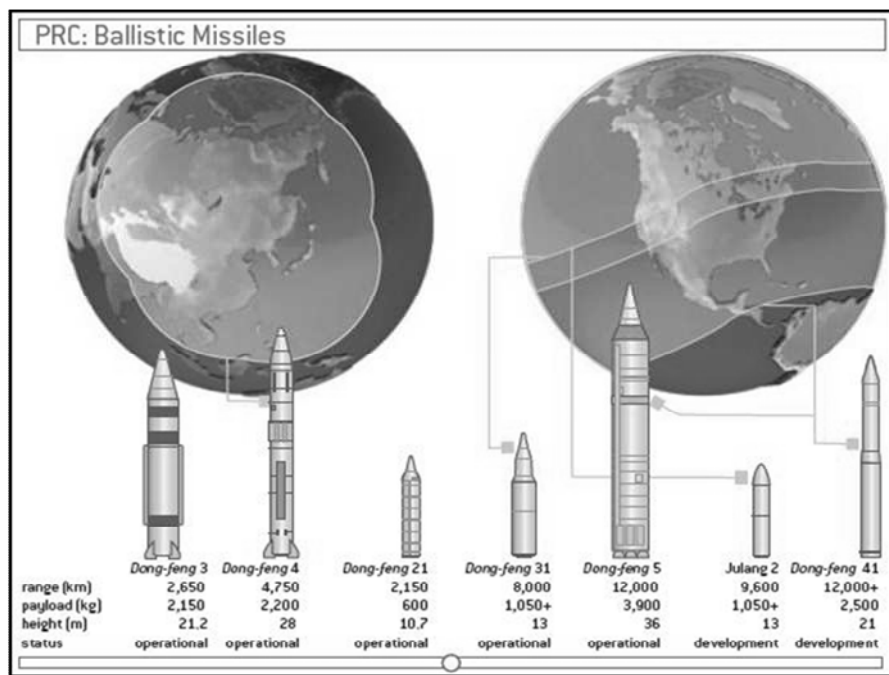 PRC: Ballistic Missiles
Dong-feng 3 Dong-feng 4 Dong-feng 21 Dong-feng 31 Dong-feng 5 Julang 2 Dong-feng 41
range (km) 2,650 4,750 2,150 8,000 12,000 9,600 12,000+
payload (kg) 2,150 2,200 600 1,050+ 3,900 1,050+ 2,500
height (m) 21.2 28 10.7 13 36 13 21
status operational operational operational operational operational development development